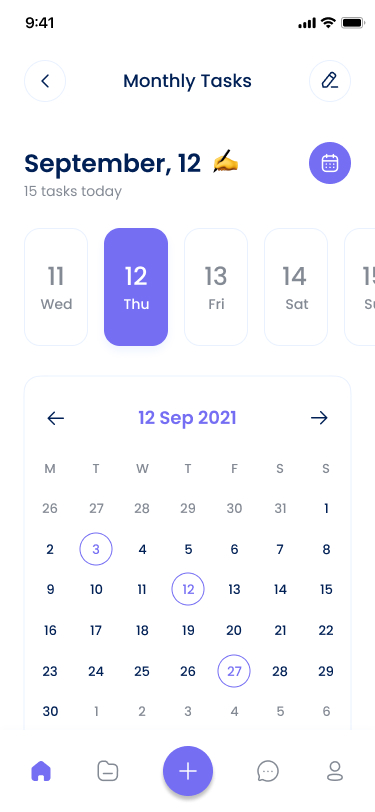 9:41
Monthly Tasks
September, 12 ✍️
15 tasks today
11 12 13 14
Wed Thu Fri Sat
12 Sep 2021
M T W T F S S
26 27 28 29 30 31 1
2 3 4 5 6 7 8
9 10 11 12 13 14 15
16 17 18 19 20 21 22
23 24 25 26 27 28 29
30 1 2 3 4 5 6